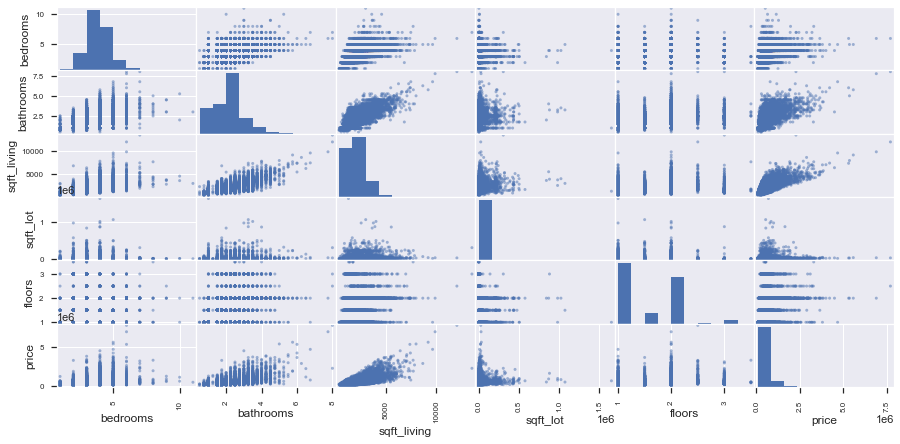 10
5
bedrooms
7.5
5.0
2.5
bathrooms
10000
5000
sqft_living
1e6
1
0
sqft_lot
3
2
1
floors
1e6
5
0
price
5
10
bedrooms
2
4
6
8
bathrooms
5000
10000
sqft_living
0.0
0.5
1.0
1.5
1e6
sqft_lot
1
2
3
floors
0.0
2.5
5.0
7.5
1e6
price